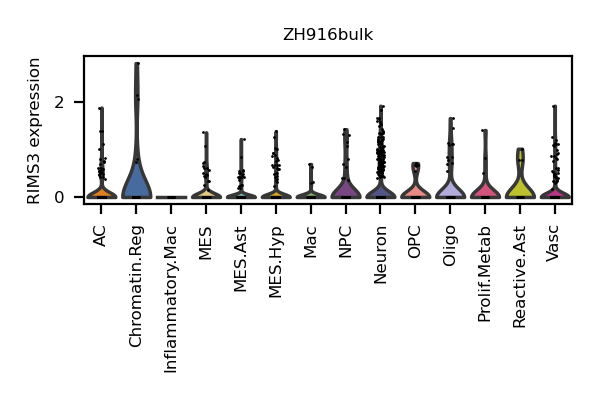 ZH916bulk
RIMS3 expression
2
0
AC
Chromatin.Reg
Inflammatory.Mac
MES
MES.Ast
MES.Hyp
Mac
NPC
Neuron
OPC
Oligo
Prolif.Metab
Reactive.Ast
Vasc